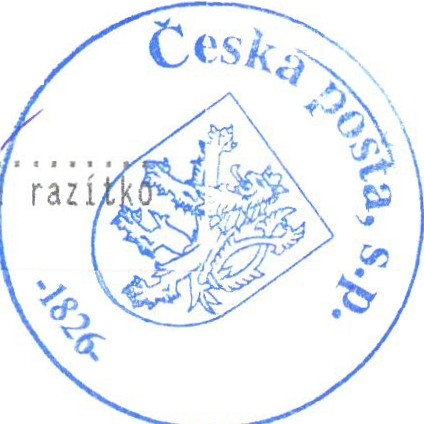 Česká pošta, s.p.
razítko
-1826-